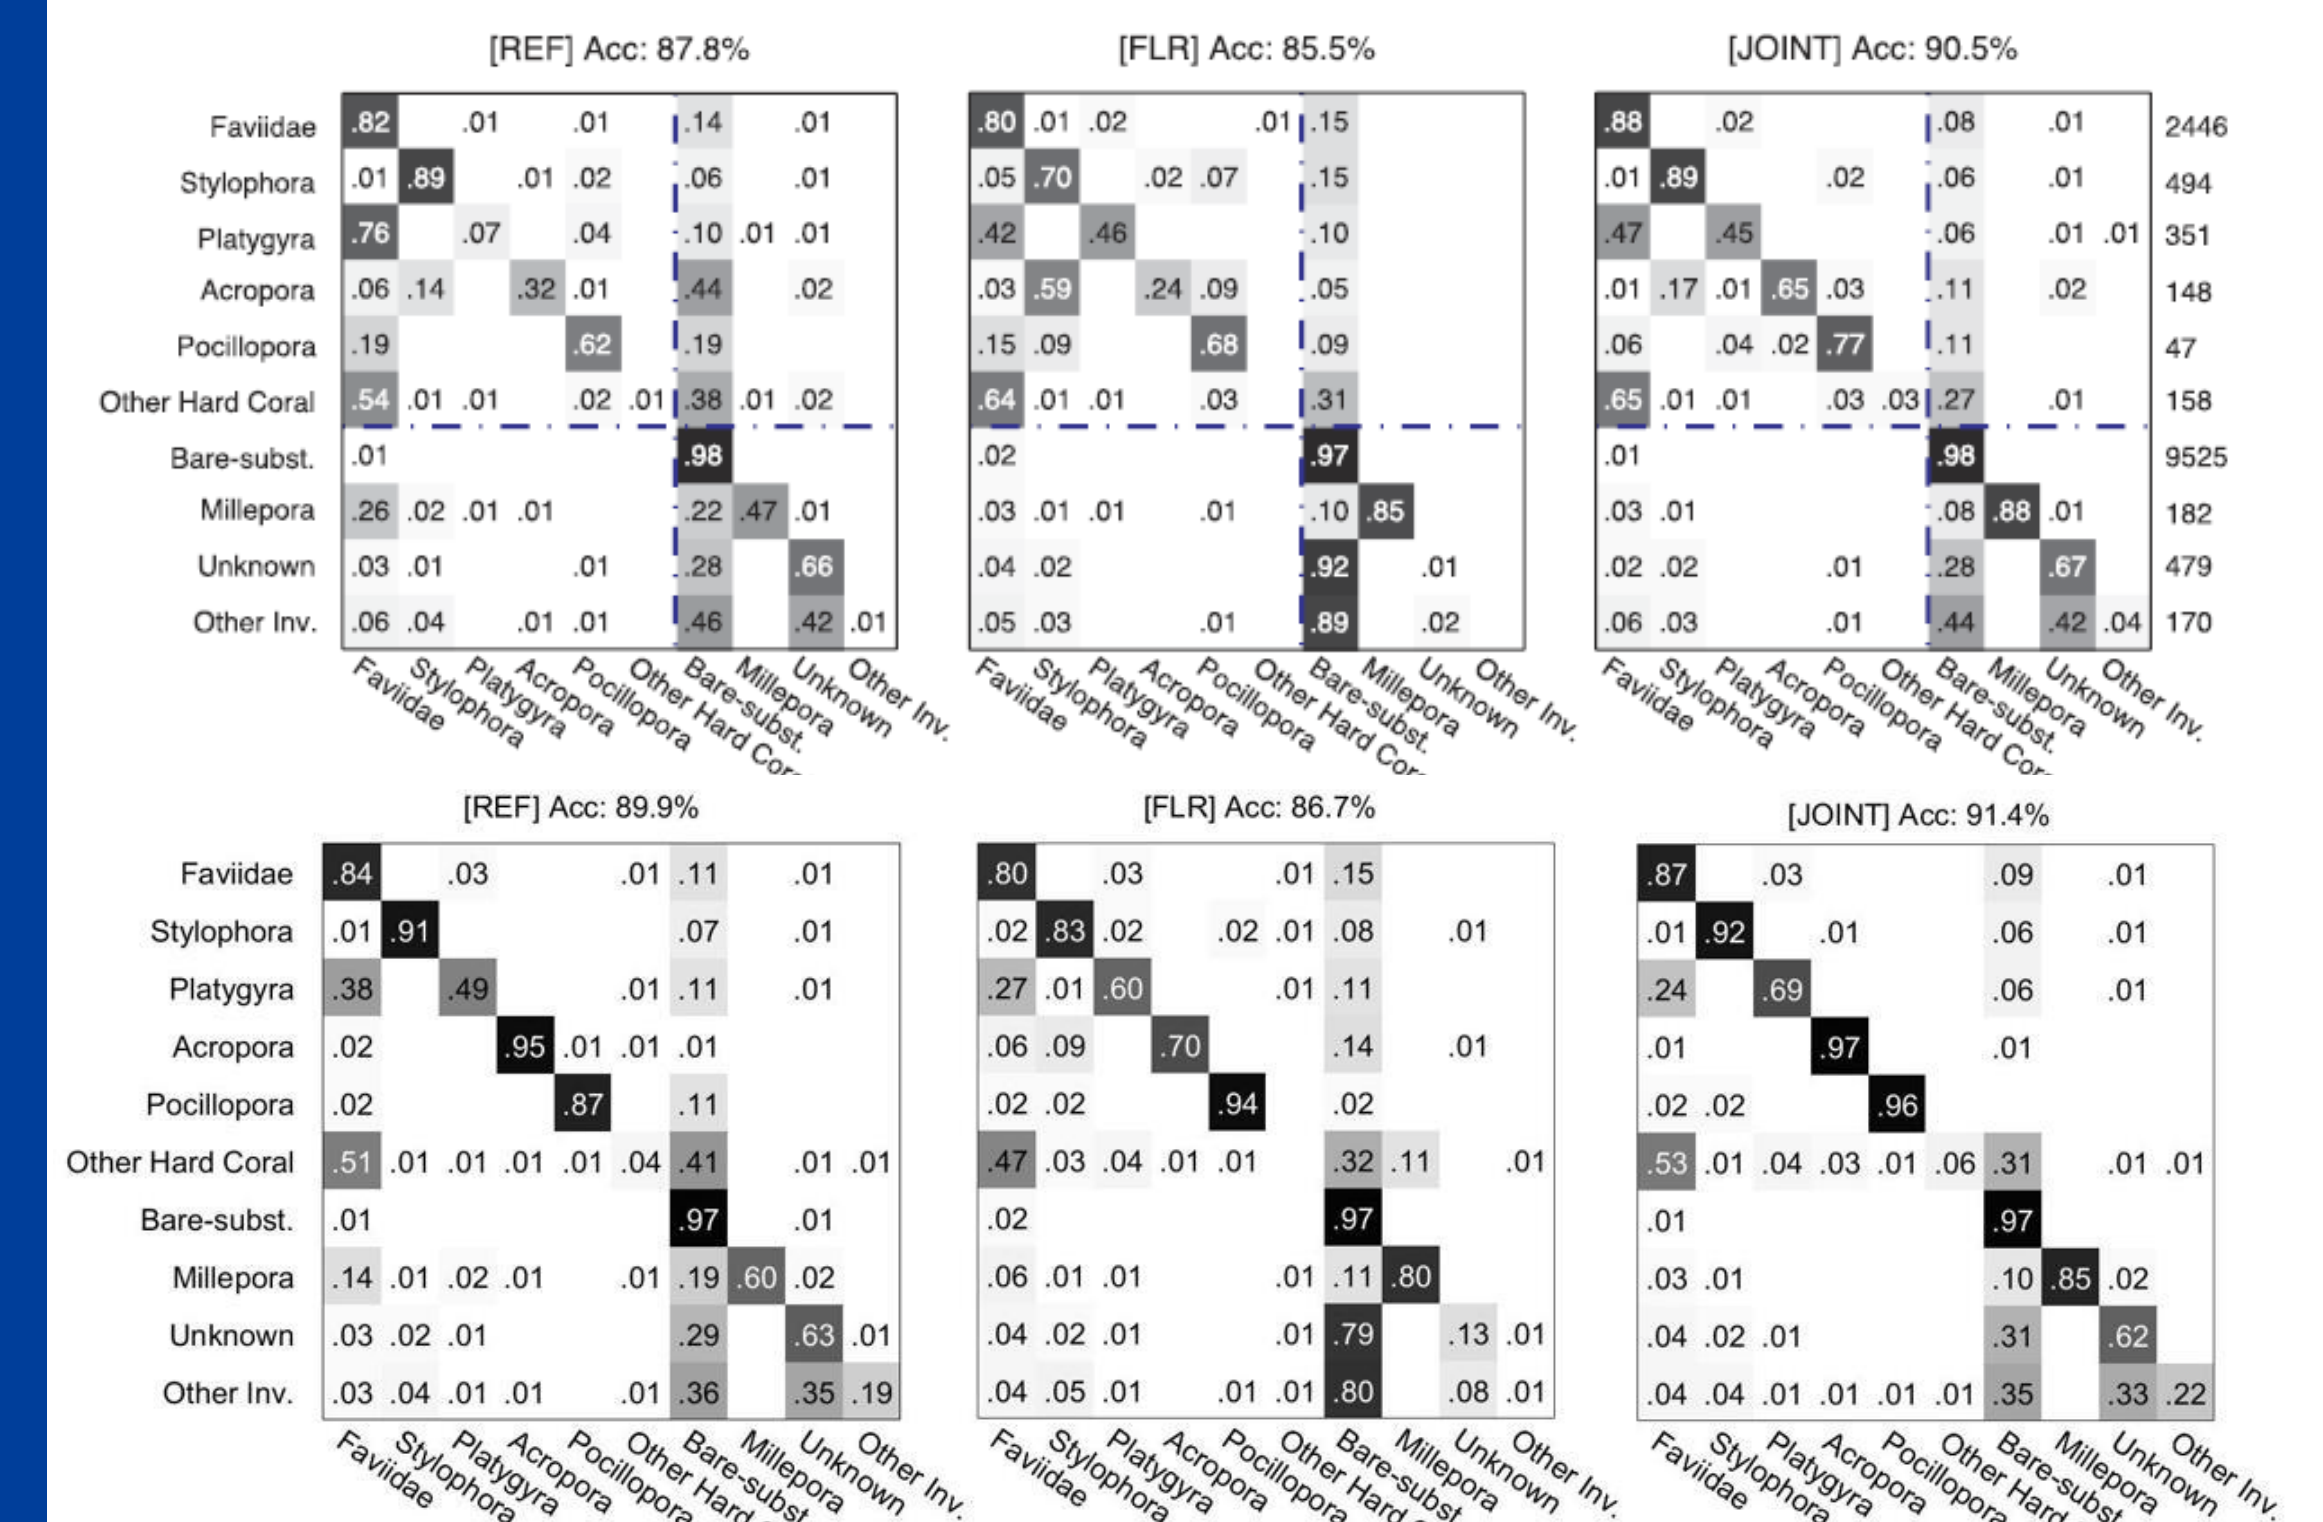 [REF] Acc: 87.8% [FLR] Acc: 85.5% [JOINT] Acc: 90.5%
Faviidae .82 .01 .01 .14 .01 .80 .01 .02 .01 .15 .88 .02 .08 .01 2446
Stylophora .01 .89 .01 .02 .06 .01 .05 .70 .02 .07 .15 .01 .89 .02 .06 .01 494
Platygyra .76 .07 .04 .10 .01 .01 .42 .46 .10 .47 .45 .06 .01 .01 351
Acropora .06 .14 .32 .01 .44 .02 .03 .59 .24 .09 .05 .01 .17 .01 .65 .03 .11 .02 148
Pocillopora .19 .62 .19 .15 .09 .68 .09 .06 .04 .02 .77 .11 47
Other Hard Coral .54 .01 .01 .02 .01 .38 .01 .02 .64 .01 .01 .03 .31 .65 .01 .01 .03 .03 .27 .01 158
Bare-subst. .01 .98 .02 .97 .01 .98 9525
Millepora .26 .02 .01 .01 .22 .47 .01 .03 .01 .01 .01 .10 .85 .03 .01 .08 .88 .01 182
Unknown .03 .01 .01 .28 .66 .04 .02 .92 .01 .02 .02 .01 .28 .67 479
Other Inv. .06 .04 .01 .01 .46 .42 .01 .05 .03 .01 .89 .02 .06 .03 .01 .44 .42 .04 170
Faviidae Stylophora Platygyra Acropora Pocillopora Other Hard Bare-subst. Millepora Unknown Other Inv. Faviidae Stylophora Platygyra Acropora Pocillopora Other Hard Bare-subst. Millepora Unknown Other Inv. Faviidae Stylophora Platygyra Acropora Pocillopora Other Hard Bare-subst. Millepora Unknown Other Inv.
[REF] Acc: 89.9% [FLR] Acc: 86.7% [JOINT] Acc: 91.4%
Faviidae .84 .03 .01 .11 .01 .80 .03 .01 .15 .87 .03 .09 .01
Stylophora .01 .91 .07 .01 .02 .83 .02 .02 .01 .08 .01 .01 .92 .01 .06 .01
Platygyra .38 .49 .01 .11 .01 .27 .01 .60 .01 .11 .24 .69 .06 .01
Acropora .02 .95 .01 .01 .01 .06 .09 .70 .14 .01 .01 .97 .01
Pocillopora .02 .87 .11 .02 .02 .94 .02 .02 .02 .96
Other Hard Coral .51 .01 .01 .01 .01 .04 .41 .01 .01 .47 .03 .04 .01 .01 .32 .11 .01 .53 .01 .04 .03 .01 .06 .31 .01 .01
Bare-subst. .01 .97 .01 .02 .97 .01 .97
Millepora .14 .01 .02 .01 .01 .19 .60 .02 .06 .01 .01 .01 .11 .80 .03 .01 .10 .85 .02
Unknown .03 .02 .01 .29 .63 .01 .04 .02 .01 .01 .79 .13 .01 .04 .02 .01 .31 .62
Other Inv. .03 .04 .01 .01 .01 .36 .35 .19 .04 .05 .01 .01 .01 .80 .08 .01 .04 .04 .01 .01 .01 .01 .35 .33 .22
Faviidae Stylophora Platygyra Acropora Pocillopora Other Hard Bare-subst Millepora Unknown Other Inv. Faviidae Stylophora Platygyra Acropora Pocillopora Other Hard Bare-subst Millepora Unknown Other Inv. Faviidae Stylophora Platygyra Acropora Pocillopora Other Hard Bare-subst Millepora Unknown Other Inv.